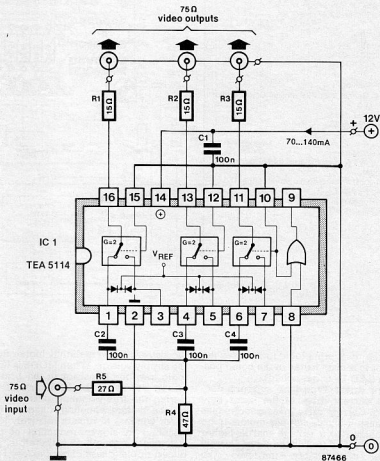 75Ω
video outputs
R1
15Ω
R2
15Ω
R3
15Ω
C1
100n
12V
+
70...140mA
16 15 14 13 12 11 10 9
IC 1
TEA 5114
G=2
G=2
G=2
VREF
1 2 3 4 5 6 7 8
C2
100n
C3
100n
C4
100n
75Ω
video
input
R5
27Ω
R4
47Ω
0
0
87466